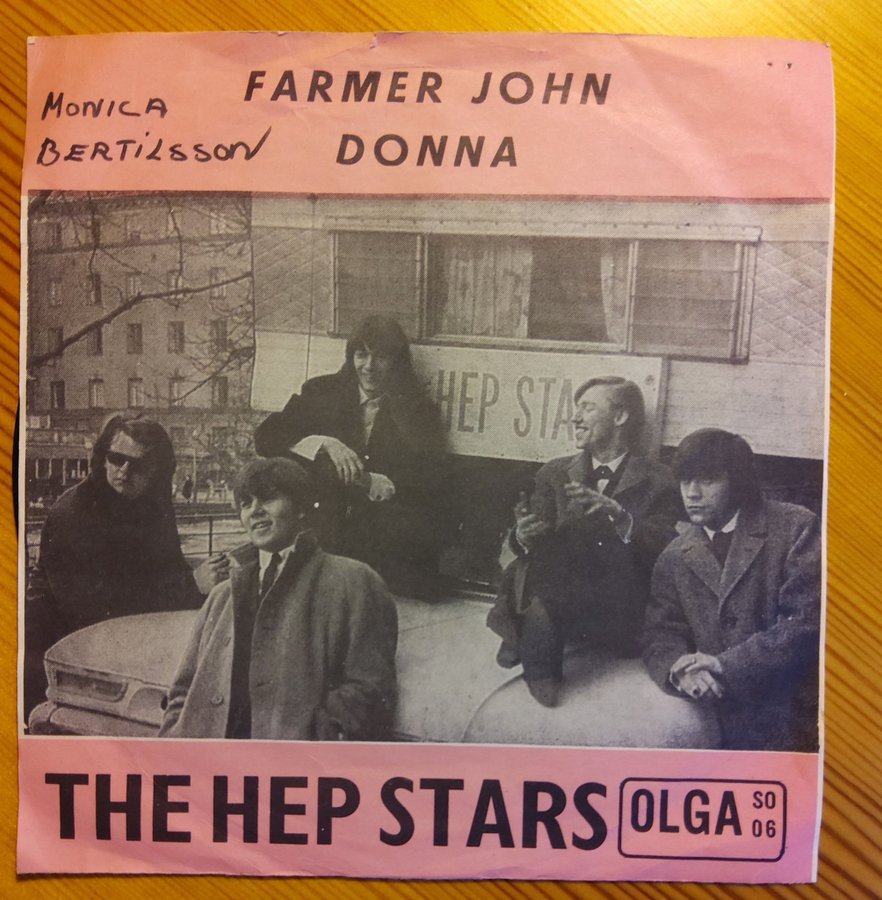 FARMER JOHN
DONNA
MONICA
BERTILSSON
HEP STA
THE HEP STARS
OLGA SO
06